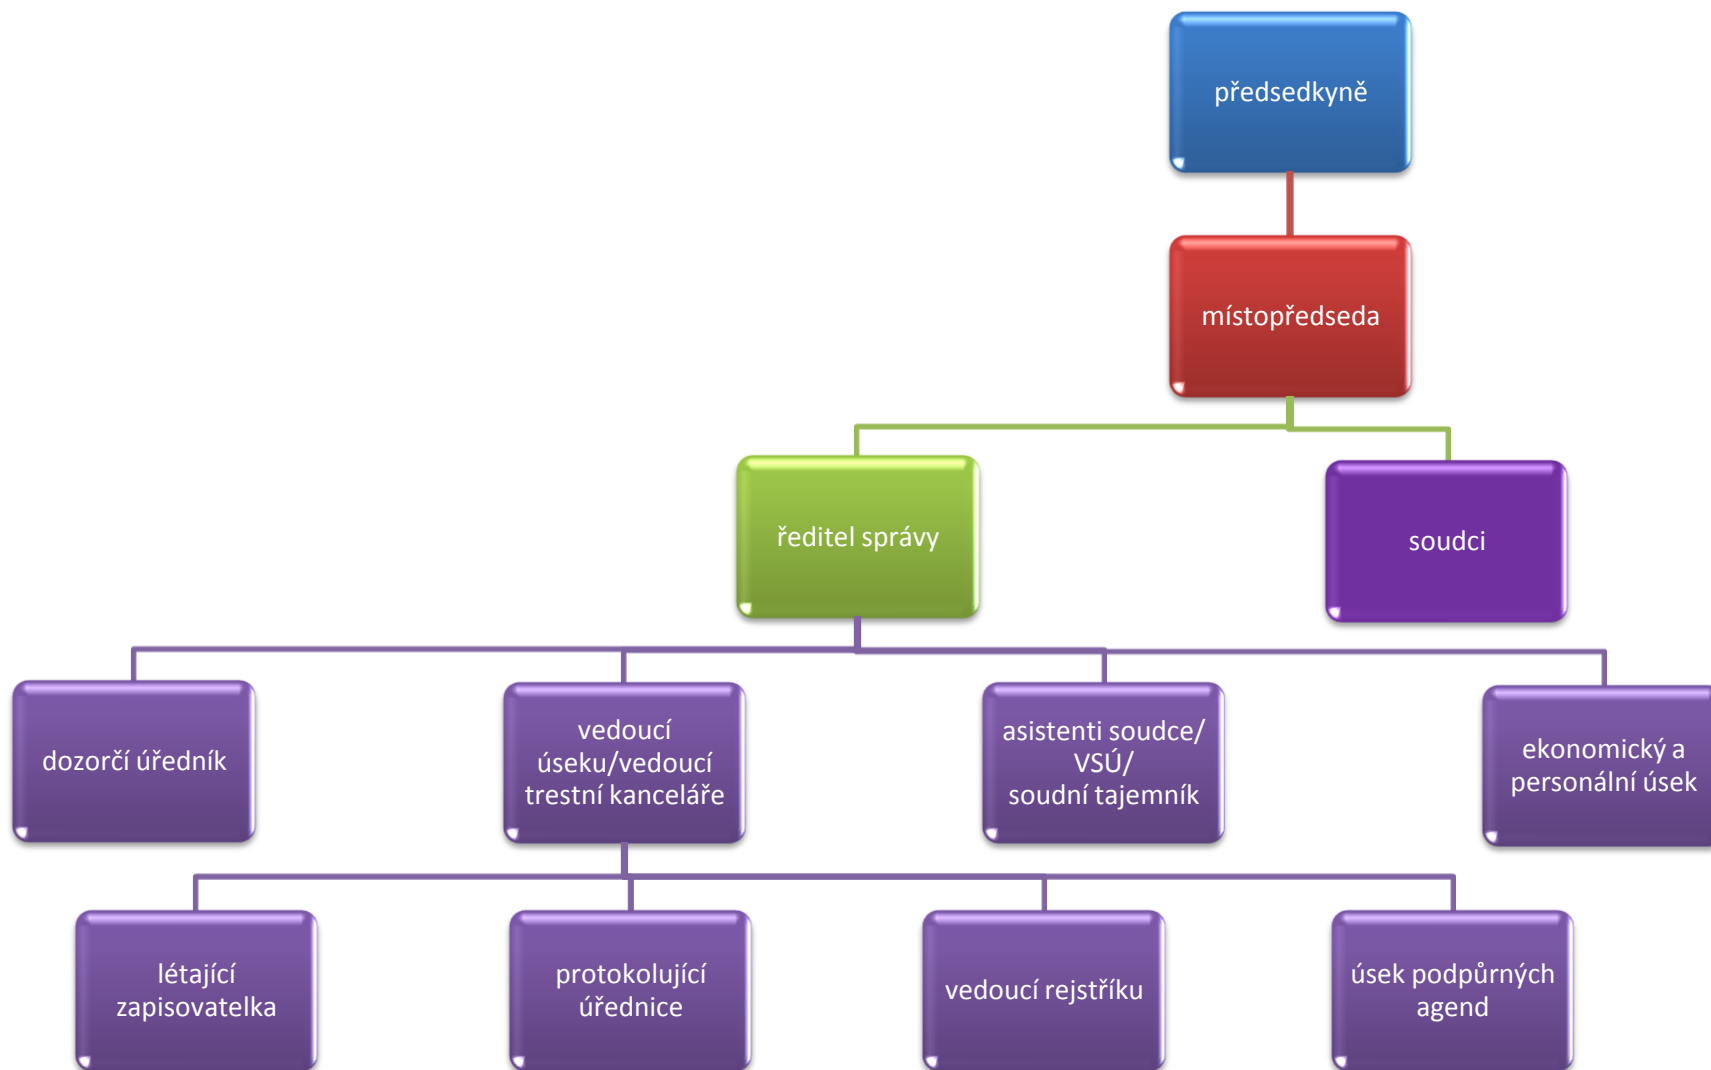 předsedkyně
místopředseda
ředitel správy
soudci
dozorčí úředník
vedoucí
úseku/vedoucí
trestní kanceláře
asistenti soudce/
VSÚ/
soudní tajemník
ekonomický a
personální úsek
létající
zapisovatelka
protokolující
úřednice
vedoucí rejstříku
úsek podpůrných
agend